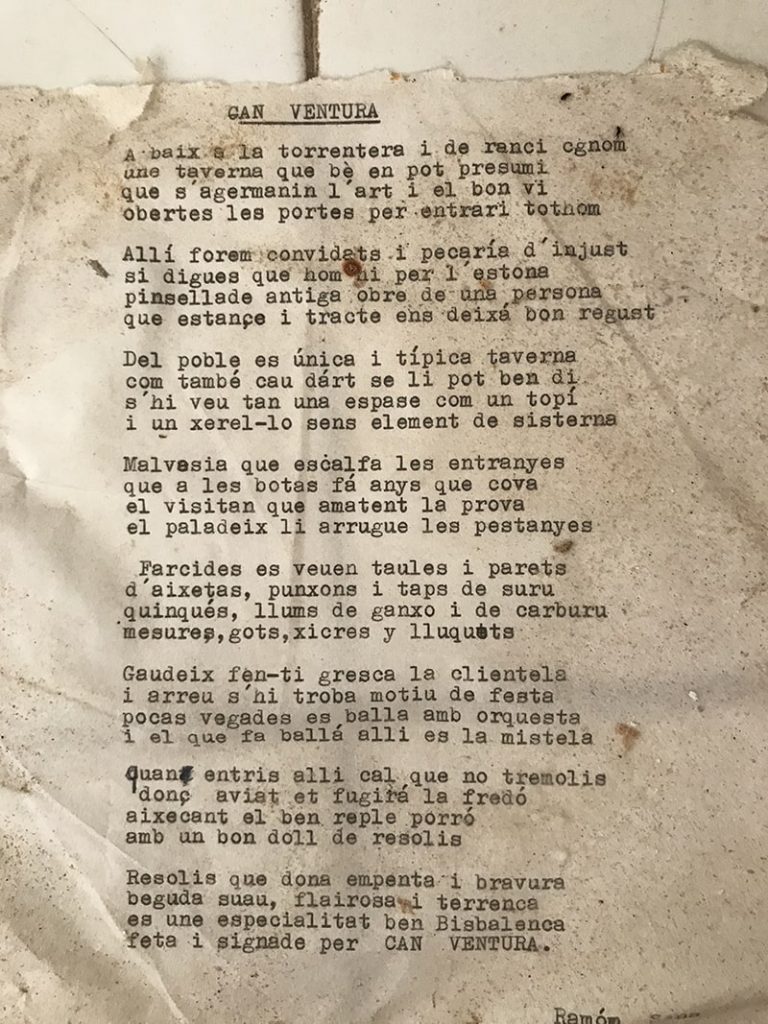 CAN VENTURA
A baix a la torrentera i de ranci cgnom
une taverna que bè en pot presumi
que s'agermanin l'art i el bon vi
obertes les portes per entrari tothom
Allí forem convidats i pecaría d'injust
si digues que hom hi per l'estona
pinsellade antiga obre de una persona
que estançe i tracte ens deixá bon regust
Del poble es única i típica taverna
com també cau dárt se li pot ben di
s'hi veu tan una espase com un topí
i un xerel-lo sens element de sisterna
Malvesia que escalfa les entranyes
que a les botas fá anys que cova
el visitan que amatent la prova
el paladeix li arrugue les pestanyes
Farcides es veuen taules i parets
d'aixetas, punxons i taps de suru
quinqués, llums de ganxo i de carburu
mesures,gots,xicres y lluquets
Gaudeix fen-ti gresca la clientela
i arreu s'hi troba motiu de festa
pocas vegades es balla amb orquesta
i el que fa ballá alli es la mistela
Quant entris alli cal que no tremolis
donç aviat et fugirá la fredó
aixecant el ben reple porró
amb un bon doll de resolis
Resolis que dona empenta i bravura
beguda suau, flairosa i terrenca
es une especialitat ben Bisbalenca
feta i signade per CAN VENTURA.
Ramóm